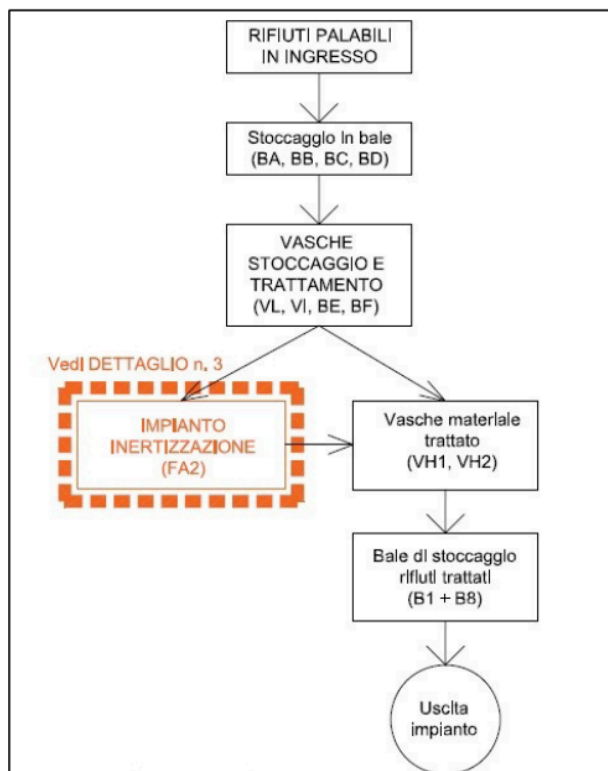 RIFIUTI PALABILI
IN INGRESSO
Stoccaggio in baie
(BA, BB, BC, BD)
VASCHE
STOCCAGGIO E
TRATTAMENTO
(VL, VI, BE, BF)
Vedi DETTAGLIO n. 3
IMPIANTO
INERTIZZAZIONE
(FA2)
Vasche materiale
trattato
(VH1, VH2)
Baie di stoccaggio
rifiuti trattati
(B1 ÷ B8)
Uscita
impianto